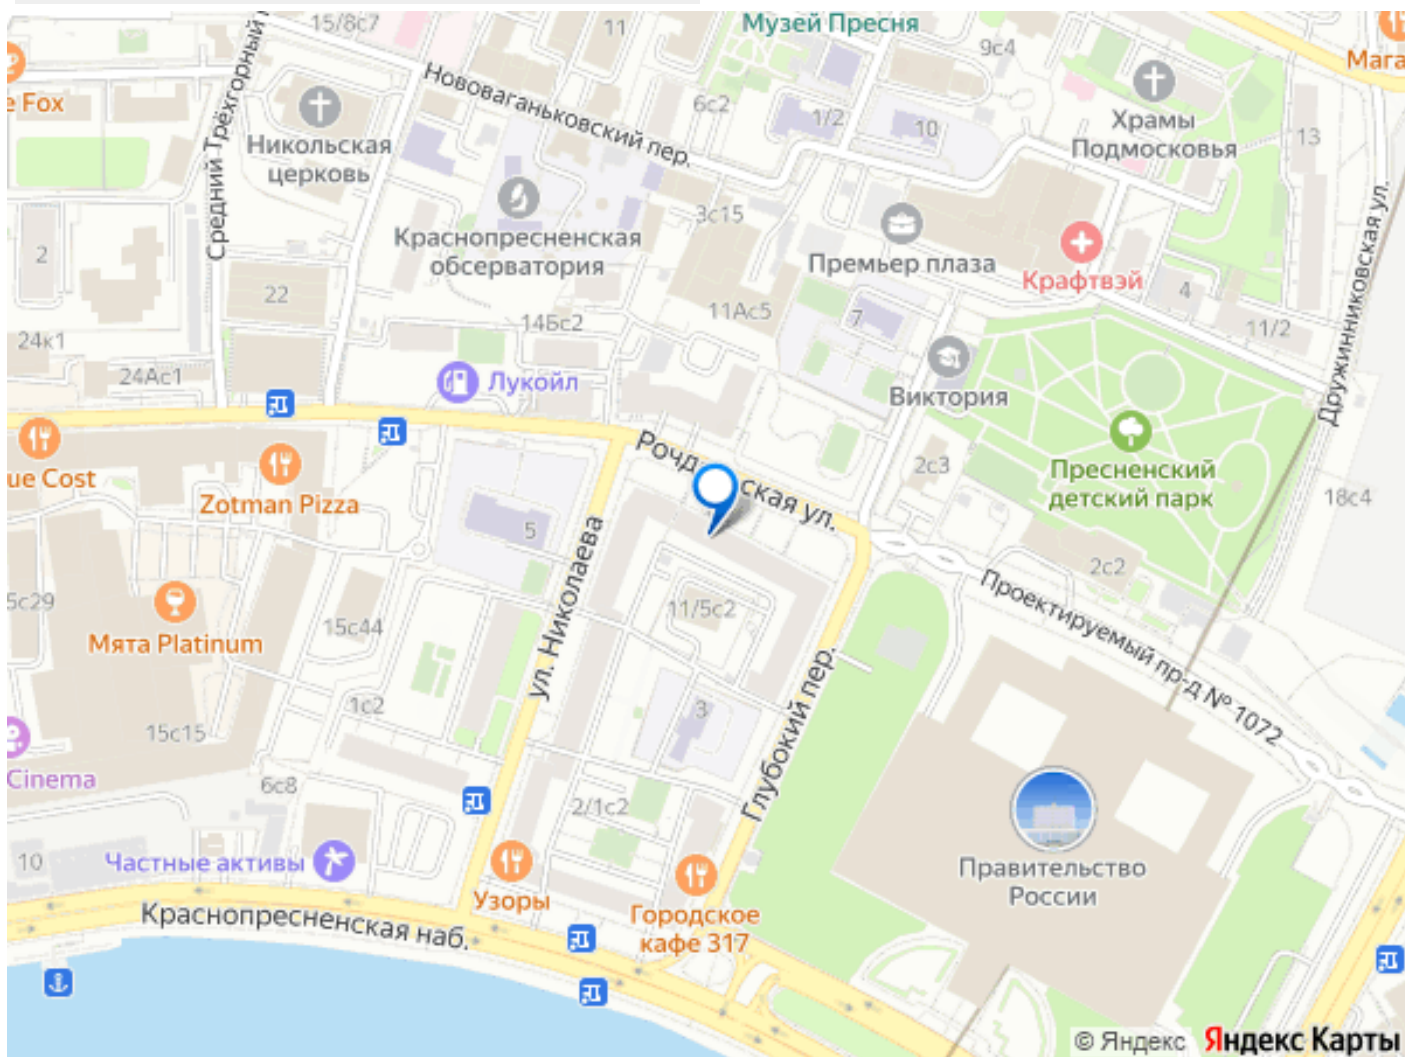 15/8с7
11
Музей Пресня
9с4
Мага
e Fox
Средний Трёхгорный
Нововаганьковский пер.
6с2
1/2
10
Храмы
Подмосковья
13
Никольская
церковь
2
Краснопресненская
обсерватория
3с15
Премьер плаза
Крафтвэй
4
Дружинниковская ул.
22
14Бс2
11Ас5
7
11/2
24к1
24Ас1
Лукойл
Виктория
ue Cost
Zotman Pizza
Рочд
ская ул.
2с3
Пресненский
детский парк
18с4
5
ул. Николаева
2с2
5с29
Мята Platinum
15с44
11/5с2
Проектируемый пр-д № 1072
1с2
3
15с15
Cinema
6с8
2/1с2
Глубокий пер.
10
Частные активы
Узоры
Городское
кафе 317
Правительство
России
Краснопресненская наб.
© Яндекс Яндекс Карты